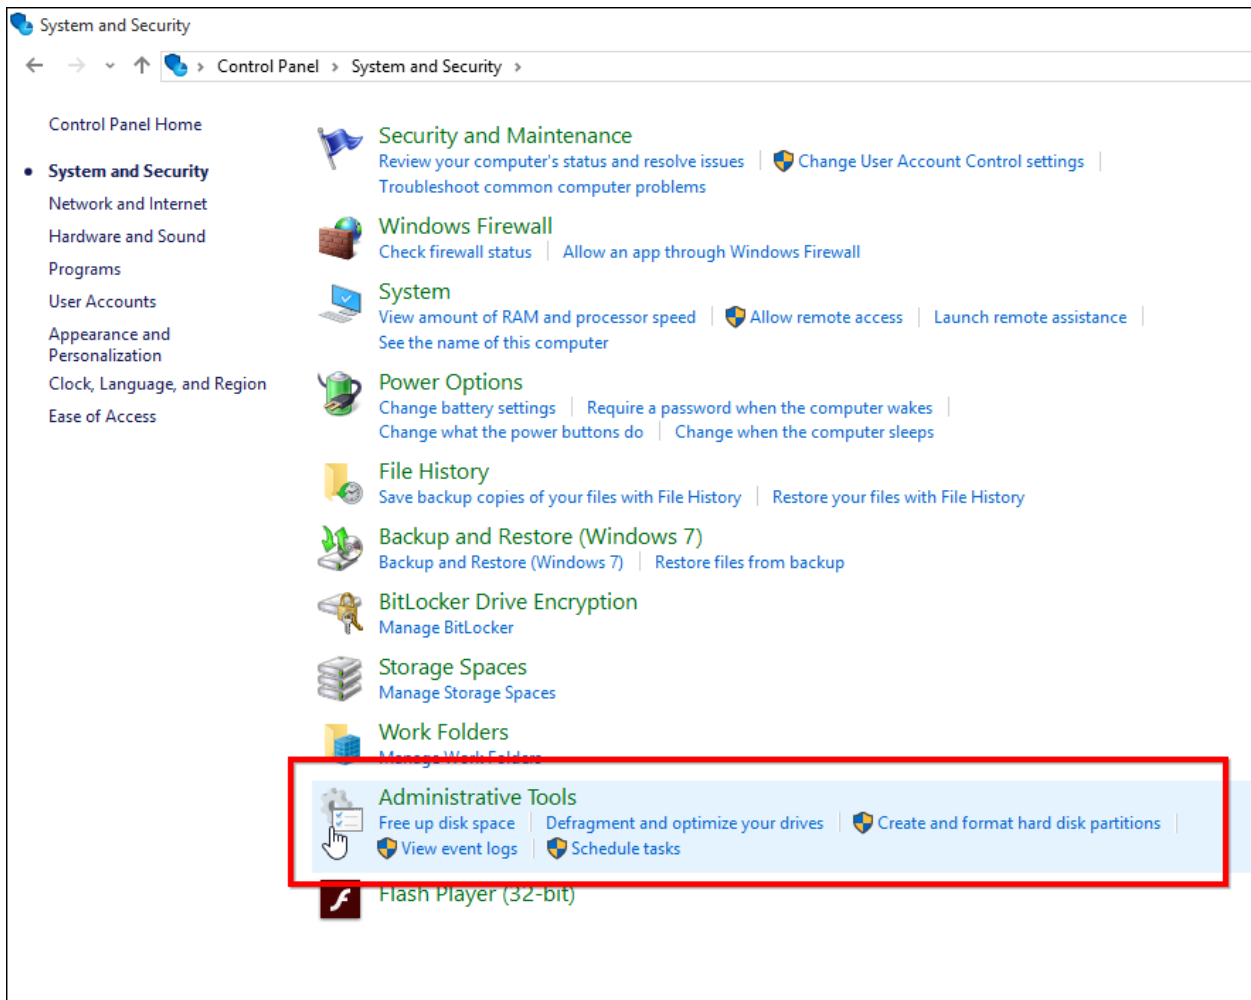 System and Security
Control Panel > System and Security >
Control Panel Home
System and Security
Network and Internet
Hardware and Sound
Programs
User Accounts
Appearance and
Personalization
Clock, Language, and Region
Ease of Access
Security and Maintenance
Review your computer's status and resolve issues | Change User Account Control settings |
Troubleshoot common computer problems
Windows Firewall
Check firewall status | Allow an app through Windows Firewall
System
View amount of RAM and processor speed | Allow remote access | Launch remote assistance |
See the name of this computer
Power Options
Change battery settings | Require a password when the computer wakes |
Change what the power buttons do | Change when the computer sleeps
File History
Save backup copies of your files with File History | Restore your files with File History
Backup and Restore (Windows 7)
Backup and Restore (Windows 7) | Restore files from backup
BitLocker Drive Encryption
Manage BitLocker
Storage Spaces
Manage Storage Spaces
Work Folders
Manage Work Folders
Administrative Tools
Free up disk space | Defragment and optimize your drives | Create and format hard disk partitions |
View event logs | Schedule tasks
Flash Player (32-bit)